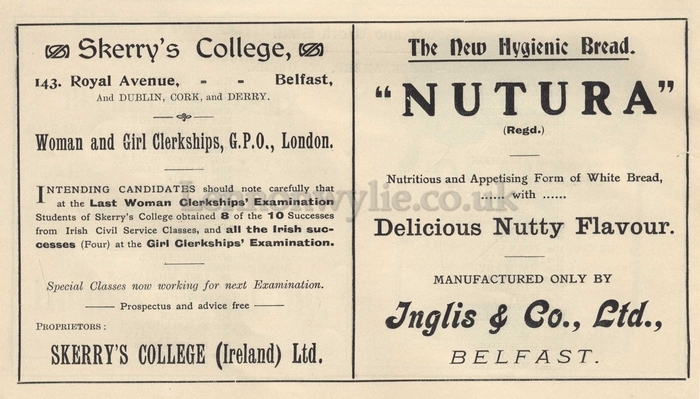 Skerry's College,
143. Royal Avenue, - - Belfast,
And DUBLIN, CORK, and DERRY.
Woman and Girl Clerkships, G.P.O., London.
INTENDING CANDIDATES should note carefully that
at the Last Woman Clerkships' Examination
Students of Skerry's College obtained 8 of the 10 Successes
from Irish Civil Service Classes, and all the Irish suc-
cesses (Four) at the Girl Clerkships' Examination.
Special Classes now working for next Examination.
Prospectus and advice free
PROPRIETORS:
SKERRY'S COLLEGE (Ireland) Ltd.
The New Hygienic Bread.
"NUTURA"
(Regd.)
Nutritious and Appetising Form of White Bread,
...... with ......
Delicious Nutty Flavour.
MANUFACTURED ONLY BY
Inglis & Co., Ltd.,
BELFAST.
Lennonwylie.co.uk